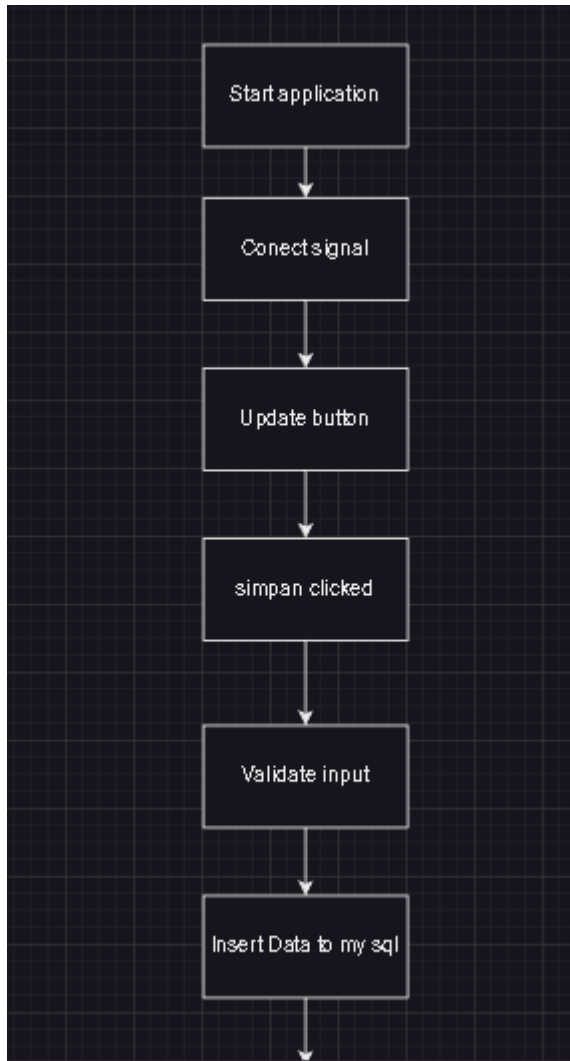 Start application
Conect signal
Update button
simpan clicked
Validate input
Insert Data to my sql